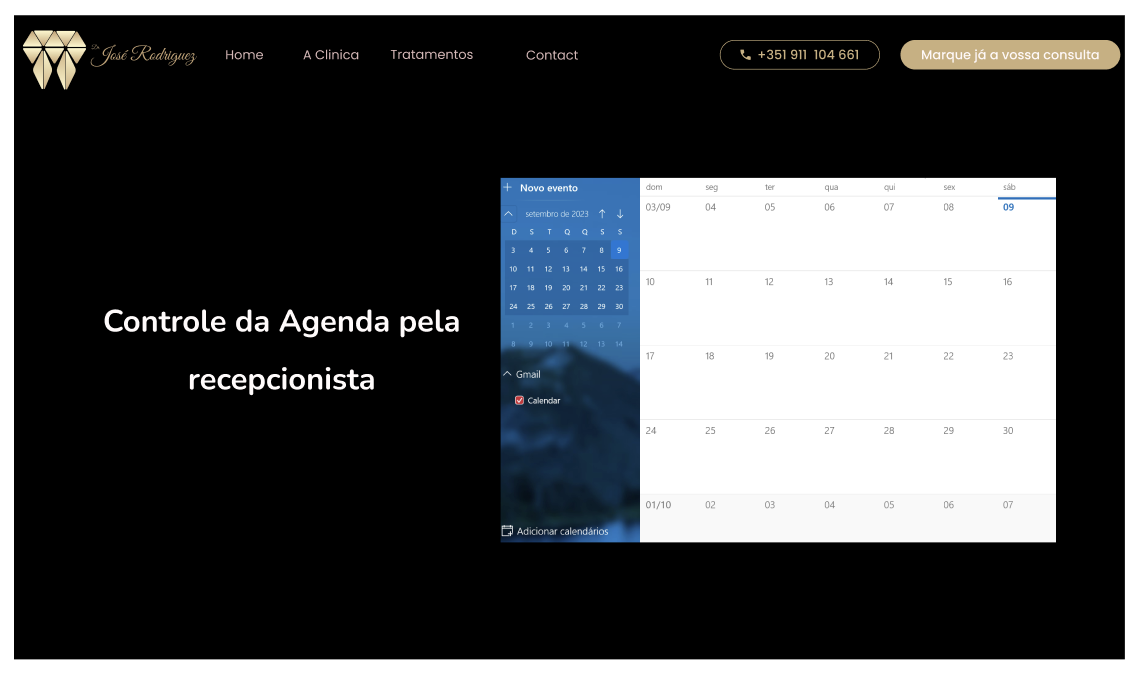 Dr. José Rodriguez
Home
A Clinica
Tratamentos
Contact
+351 911 104 661
Marque já a vossa consulta
Controle da Agenda pela
recepcionista
+ Novo evento
setembro de 2023
D S T Q Q S S
3 4 5 6 7 8 9
10 11 12 13 14 15 16
17 18 19 20 21 22 23
24 25 26 27 28 29 30
1 2 3 4 5 6 7
8 9 10 11 12 13 14
Gmail
Calendar
Adicionar calendários
dom seg ter qua qui sex sáb
03/09 04 05 06 07 08 09
10 11 12 13 14 15 16
17 18 19 20 21 22 23
24 25 26 27 28 29 30
01/10 02 03 04 05 06 07